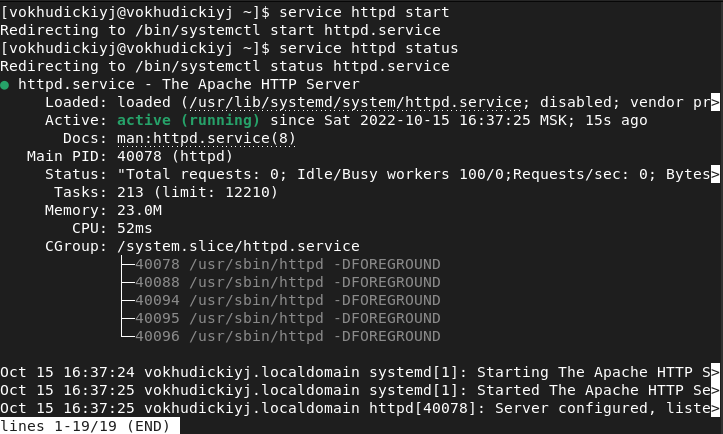 [vokhudickiyj@vokhudickiyj ~]$ service httpd start
Redirecting to /bin/systemctl start httpd.service
[vokhudickiyj@vokhudickiyj ~]$ service httpd status
Redirecting to /bin/systemctl status httpd.service
● httpd.service - The Apache HTTP Server
     Loaded: loaded (/usr/lib/systemd/system/httpd.service; disabled; vendor pr>
     Active: active (running) since Sat 2022-10-15 16:37:25 MSK; 15s ago
       Docs: man:httpd.service(8)
   Main PID: 40078 (httpd)
     Status: "Total requests: 0; Idle/Busy workers 100/0;Requests/sec: 0; Bytes>
      Tasks: 213 (limit: 12210)
     Memory: 23.0M
        CPU: 52ms
     CGroup: /system.slice/httpd.service
             ├─40078 /usr/sbin/httpd -DFOREGROUND
             ├─40088 /usr/sbin/httpd -DFOREGROUND
             ├─40094 /usr/sbin/httpd -DFOREGROUND
             ├─40095 /usr/sbin/httpd -DFOREGROUND
             └─40096 /usr/sbin/httpd -DFOREGROUND

Oct 15 16:37:24 vokhudickiyj.localdomain systemd[1]: Starting The Apache HTTP S>
Oct 15 16:37:25 vokhudickiyj.localdomain systemd[1]: Started The Apache HTTP Se>
Oct 15 16:37:25 vokhudickiyj.localdomain httpd[40078]: Server configured, liste>
lines 1-19/19 (END)